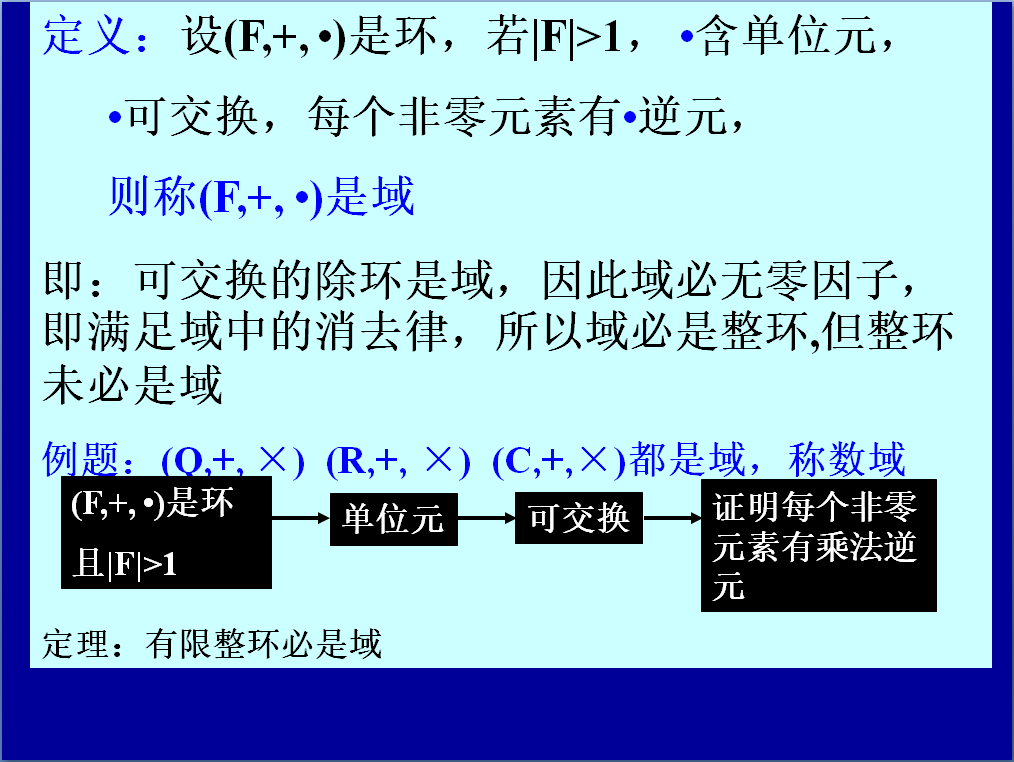 定义：设(F,+, •)是环，若|F|>1， •含单位元，
•可交换，每个非零元素有•逆元，
则称(F,+, •)是域
即：可交换的除环是域，因此域必无零因子，
即满足域中的消去律，所以域必是整环,但整环
未必是域
例题：(Q,+, ×) (R,+, ×) (C,+,×)都是域，称数域
(F,+, •)是环
且|F|>1
单位元
可交换
证明每个非零
元素有乘法逆
元
定理：有限整环必是域